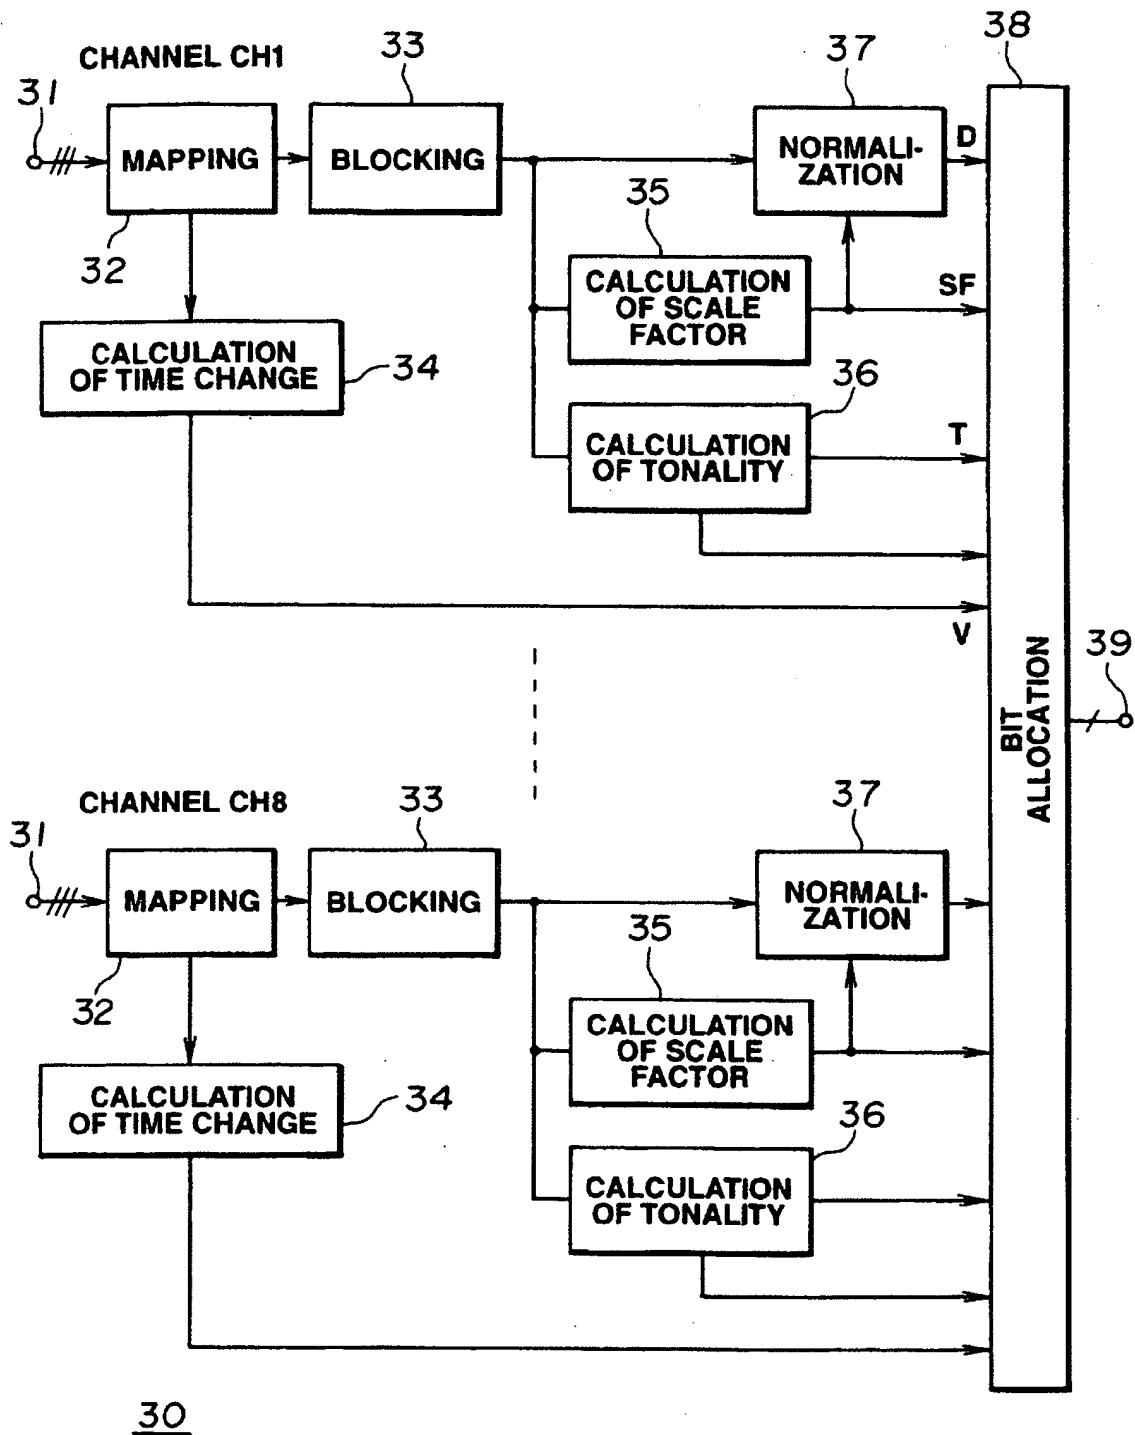 38
33
37
CHANNEL CH1
31
MAPPING
BLOCKING
NORMALI-
ZATION
D
35
32
CALCULATION
OF SCALE
FACTOR
SF
CALCULATION
OF TIME CHANGE
34
36
CALCULATION
OF TONALITY
T
V
39
BIT
ALLOCATION
CHANNEL CH8
33
37
31
MAPPING
BLOCKING
NORMALI-
ZATION
35
32
CALCULATION
OF SCALE
FACTOR
CALCULATION
OF TIME CHANGE
34
36
CALCULATION
OF TONALITY
30